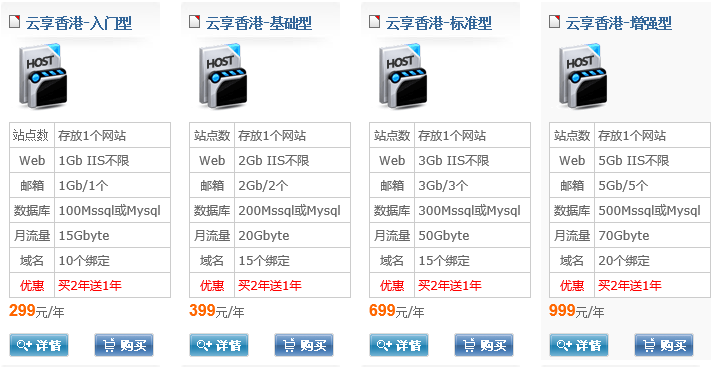 云享香港-入门型
HOST
站点数 存放1个网站
Web 1Gb IIS不限
邮箱 1Gb/1个
数据库 100Mssql或Mysql
月流量 15Gbyte
域名 10个绑定
优惠 买2年送1年
299元/年
详情 购买
云享香港-基础型
HOST
站点数 存放1个网站
Web 2Gb IIS不限
邮箱 2Gb/2个
数据库 200Mssql或Mysql
月流量 20Gbyte
域名 15个绑定
优惠 买2年送1年
399元/年
详情 购买
云享香港-标准型
HOST
站点数 存放1个网站
Web 3Gb IIS不限
邮箱 3Gb/3个
数据库 300Mssql或Mysql
月流量 50Gbyte
域名 15个绑定
优惠 买2年送1年
699元/年
详情 购买
云享香港-增强型
HOST
站点数 存放1个网站
Web 5Gb IIS不限
邮箱 5Gb/5个
数据库 500Mssql或Mysql
月流量 70Gbyte
域名 20个绑定
优惠 买2年送1年
999元/年
详情 购买